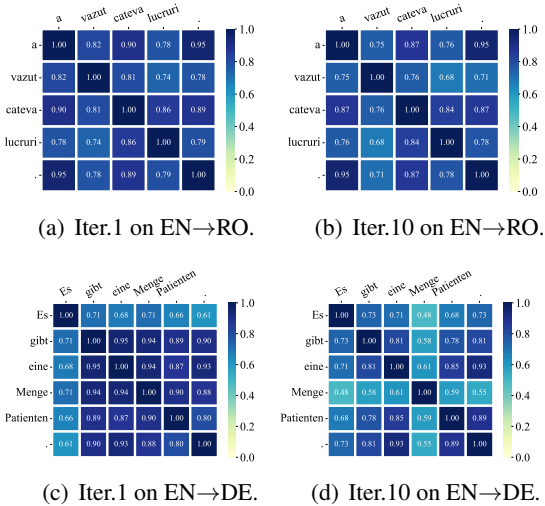 a vazut cateva lucruri .
a 1.00 0.82 0.90 0.78 0.95
vazut 0.82 1.00 0.81 0.74 0.78
cateva 0.90 0.81 1.00 0.86 0.89
lucruri 0.78 0.74 0.86 1.00 0.79
. 0.95 0.78 0.89 0.79 1.00
1.0
0.8
0.6
0.4
0.2
0.0
(a) Iter.1 on EN→RO.
a vazut cateva lucruri .
a 1.00 0.75 0.87 0.76 0.95
vazut 0.75 1.00 0.76 0.68 0.71
cateva 0.87 0.76 1.00 0.84 0.87
lucruri 0.76 0.68 0.84 1.00 0.78
. 0.95 0.71 0.87 0.78 1.00
1.0
0.8
0.6
0.4
0.2
0.0
(b) Iter.10 on EN→RO.
Es gibt eine Menge Patienten .
Es 1.00 0.71 0.68 0.71 0.66 0.61
gibt 0.71 1.00 0.95 0.94 0.89 0.90
eine 0.68 0.95 1.00 0.94 0.87 0.93
Menge 0.71 0.94 0.94 1.00 0.90 0.88
Patienten 0.66 0.89 0.87 0.90 1.00 0.80
. 0.61 0.90 0.93 0.88 0.80 1.00
1.0
0.8
0.6
0.4
0.2
0.0
(c) Iter.1 on EN→DE.
Es gibt eine Menge Patienten .
Es 1.00 0.73 0.71 0.48 0.68 0.73
gibt 0.73 1.00 0.81 0.58 0.78 0.81
eine 0.71 0.81 1.00 0.61 0.85 0.93
Menge 0.48 0.58 0.61 1.00 0.59 0.55
Patienten 0.68 0.78 0.85 0.59 1.00 0.89
. 0.73 0.81 0.93 0.55 0.89 1.00
1.0
0.8
0.6
0.4
0.2
0.0
(d) Iter.10 on EN→DE.